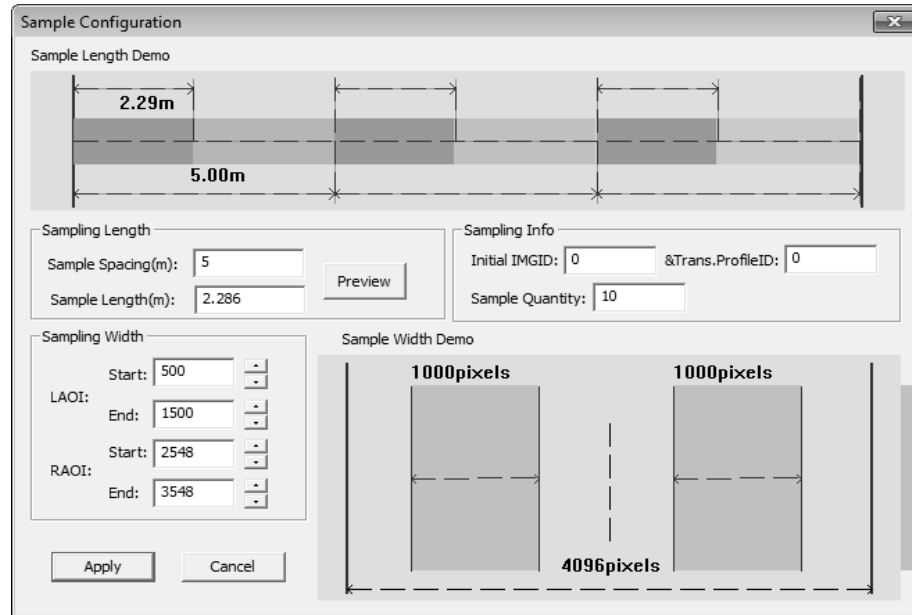 Sample Configuration
Sample Length Demo
2.29m
5.00m
Sampling Length
Sample Spacing(m): 5
Sample Length(m): 2.286
Preview
Sampling Info
Initial IMGID: 0 &Trans.ProfileID: 0
Sample Quantity: 10
Sampling Width
LAOI:
Start: 500
End: 1500
RAOI:
Start: 2548
End: 3548
Apply Cancel
Sample Width Demo
1000pixels 1000pixels
4096pixels